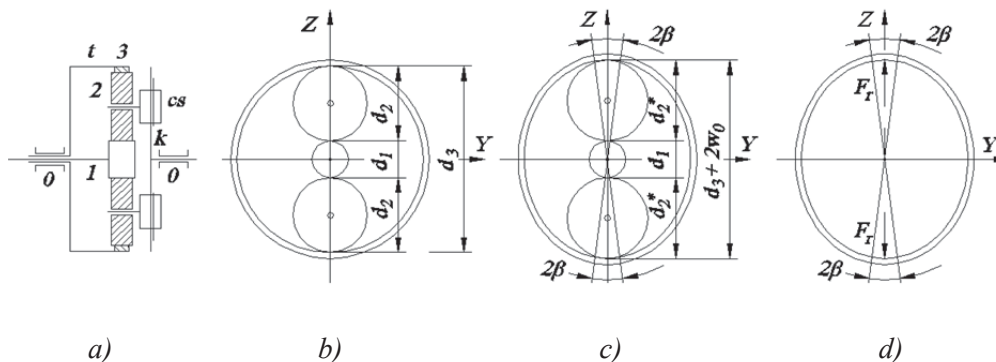 t 3
2
cs
k
1
0 0
Z
Y
d₁
d₂
d₂
d₃
Z
2β
Y
d₂*
d₁
d₂*
d₃ + 2w₀
2β
Z
2β
Fᵣ
Y
Fᵣ
2β
a) b) c) d)